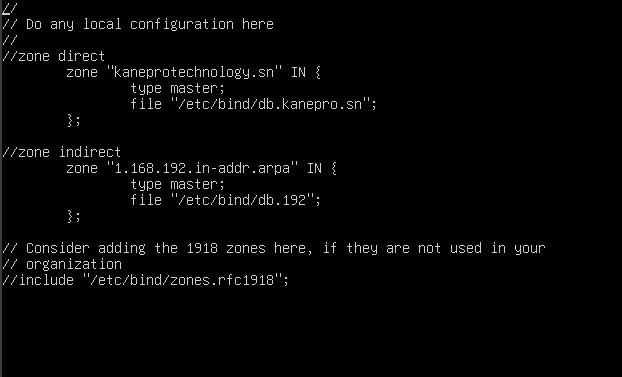 //
// Do any local configuration here
//
//zone direct
        zone "kaneprotechnology.sn" IN {
                type master;
                file "/etc/bind/db.kanepro.sn";
        };

//zone indirect
        zone "1.168.192.in-addr.arpa" IN {
                type master;
                file "/etc/bind/db.192";
        };

// Consider adding the 1918 zones here, if they are not used in your
// organization
//include "/etc/bind/zones.rfc1918";